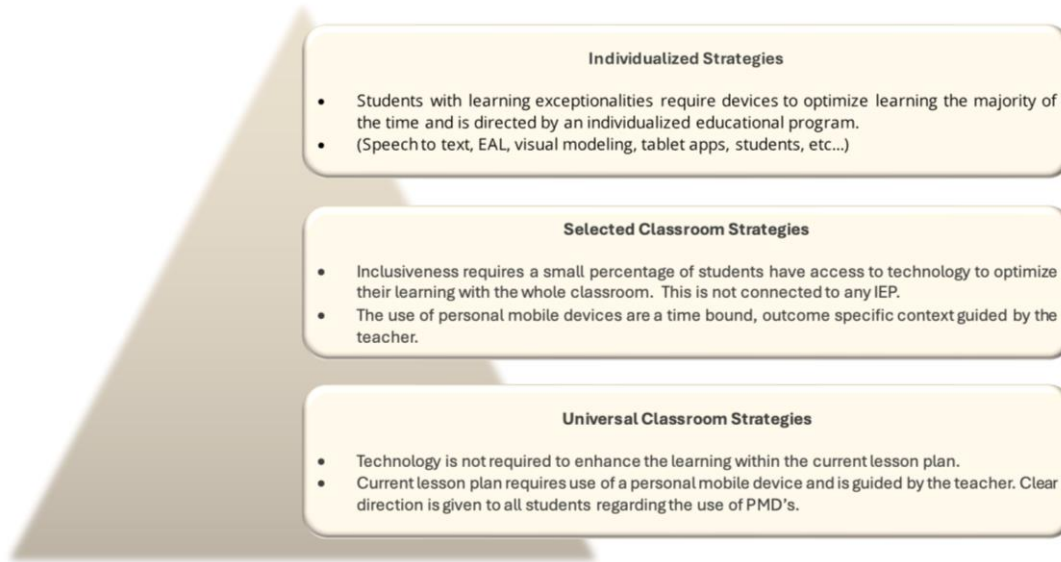 Individualized Strategies
• Students with learning exceptionalities require devices to optimize learning the majority of
the time and is directed by an individualized educational program.
• (Speech to text, EAL, visual modeling, tablet apps, students, etc...)
Selected Classroom Strategies
• Inclusiveness requires a small percentage of students have access to technology to optimize
their learning with the whole classroom. This is not connected to any IEP.
• The use of personal mobile devices are a time bound, outcome specific context guided by the
teacher.
Universal Classroom Strategies
• Technology is not required to enhance the learning within the current lesson plan.
• Current lesson plan requires use of a personal mobile device and is guided by the teacher. Clear
direction is given to all students regarding the use of PMD's.